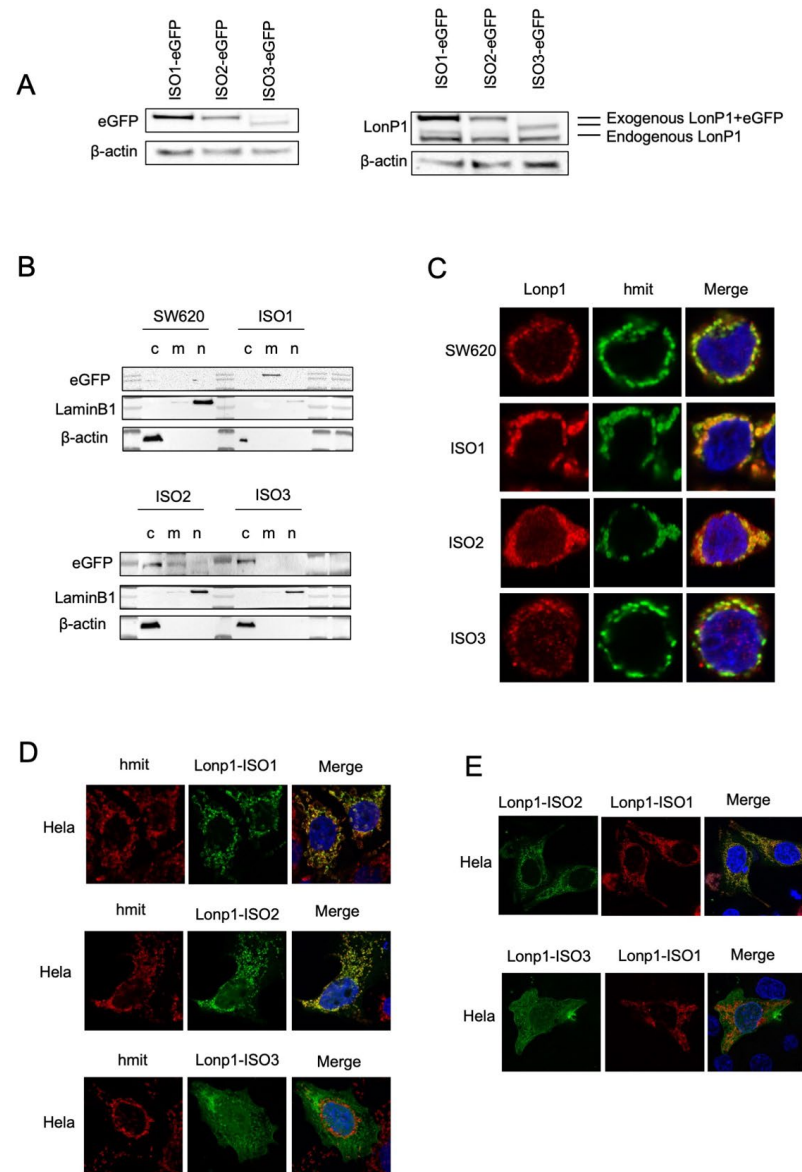 A
ISO1-eGFP
ISO2-eGFP
ISO3-eGFP
eGFP
β-actin
ISO1-eGFP
ISO2-eGFP
ISO3-eGFP
LonP1
Exogenous LonP1+eGFP
Endogenous LonP1
β-actin
B
SW620 ISO1
c m n c m n
eGFP
LaminB1
β-actin
ISO2 ISO3
c m n c m n
eGFP
LaminB1
β-actin
C
Lonp1 hmit Merge
SW620
ISO1
ISO2
ISO3
D
hmit Lonp1-ISO1 Merge
Hela
hmit Lonp1-ISO2 Merge
Hela
hmit Lonp1-ISO3 Merge
Hela
E
Lonp1-ISO2 Lonp1-ISO1 Merge
Hela
Lonp1-ISO3 Lonp1-ISO1 Merge
Hela